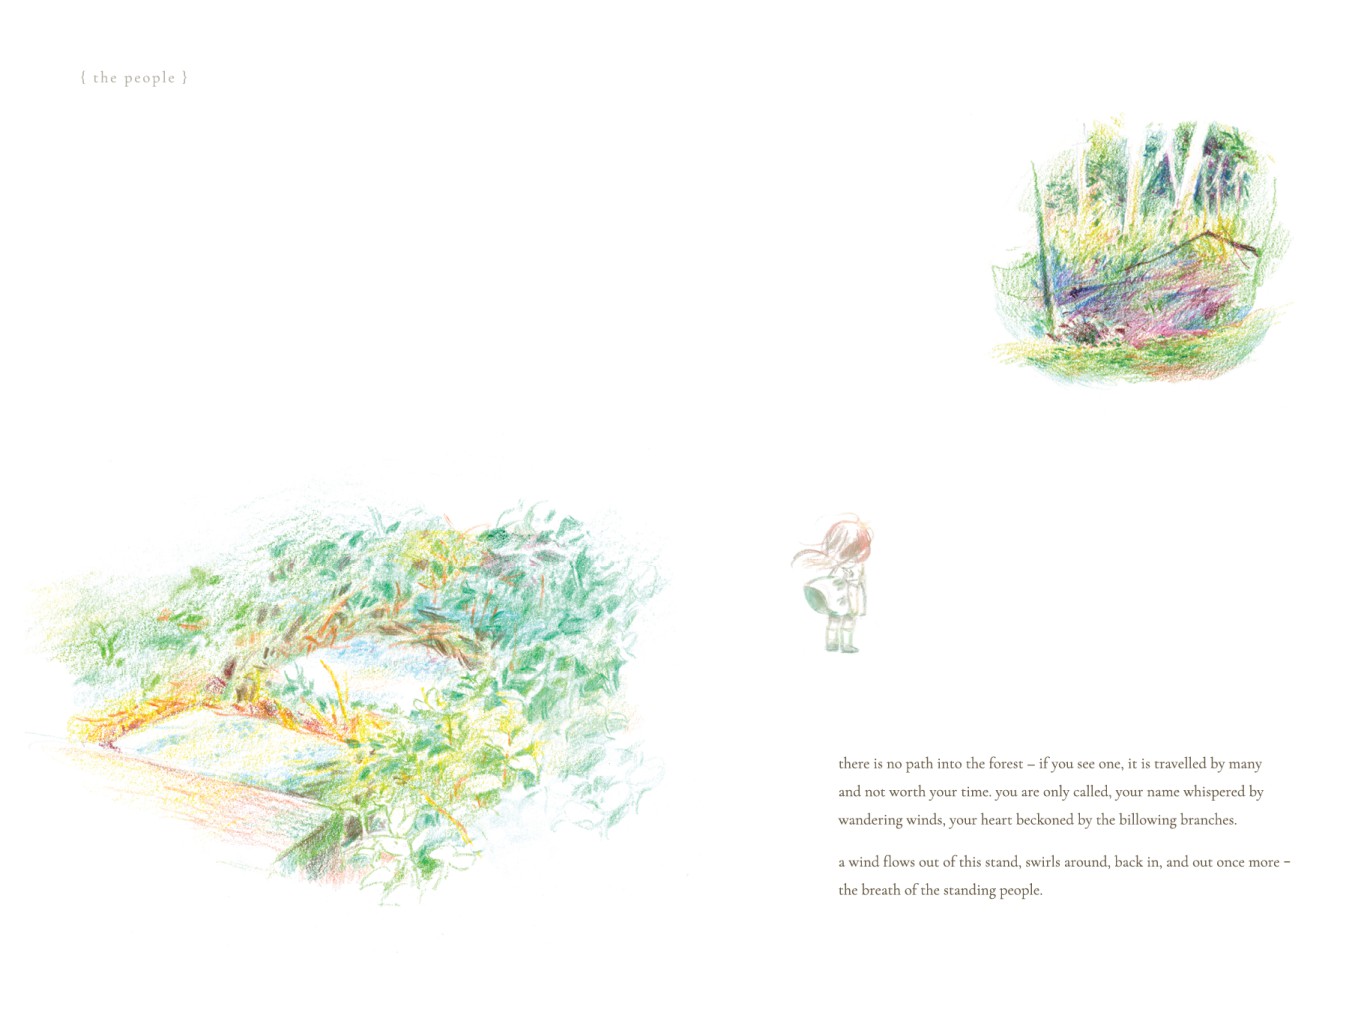 { the people }
there is no path into the forest – if you see one, it is travelled by many
and not worth your time. you are only called, your name whispered by
wandering winds, your heart beckoned by the billowing branches.
a wind flows out of this stand, swirls around, back in, and out once more –
the breath of the standing people.